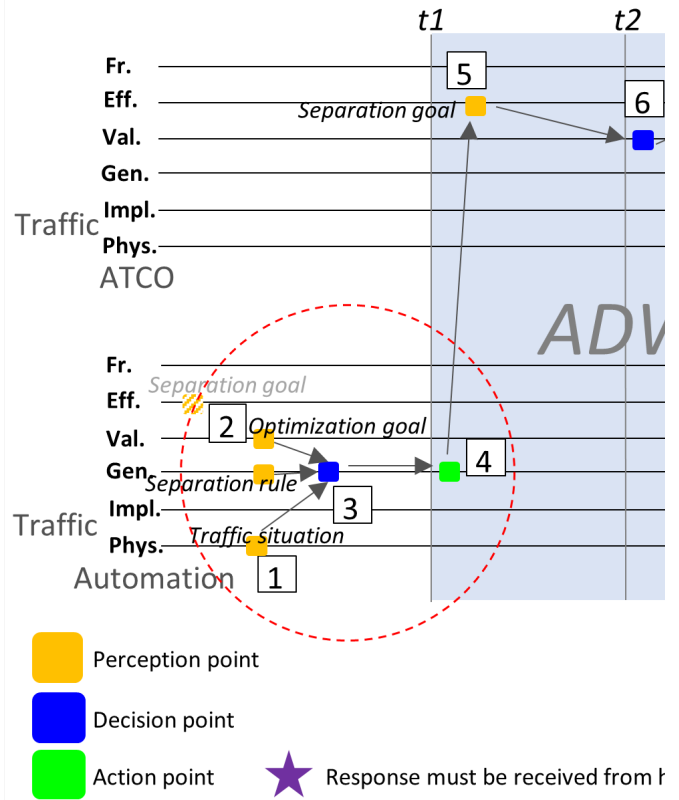 t1 t2
Fr.
5
Eff.
6
Separation goal
Val.
Gen.
Impl.
Traffic
Phys.
ATCO
ADV
Fr.
Separation goal
Eff.
2
Optimization goal
Val.
4
Gen.
Separation rule
3
Impl.
Traffic
Traffic situation
Phys.
1
Automation
Perception point
Decision point
Action point
Response must be received from h